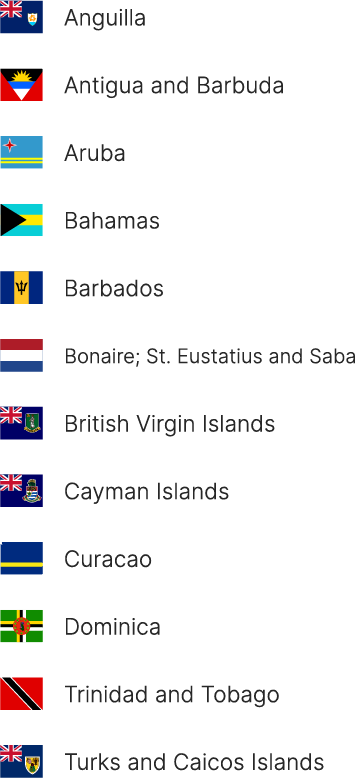 Anguilla
Antigua and Barbuda
Aruba
Bahamas
Barbados
Bonaire; St. Eustatius and Saba
British Virgin Islands
Cayman Islands
Curacao
Dominica
Trinidad and Tobago
Turks and Caicos Islands